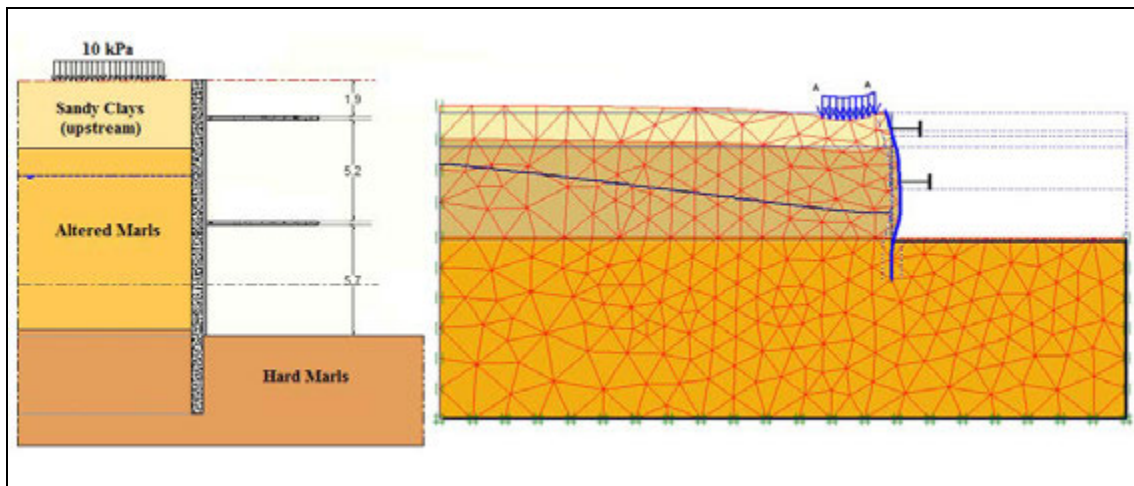 10 kPa
Sandy Clays
(upstream)
1,9
5,2
Altered Marls
5,7
Hard Marls
A A